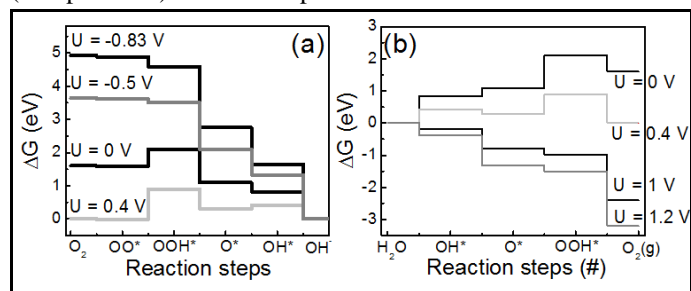 (a)
U = -0.83 V
U = -0.5 V
U = 0 V
U = 0.4 V
ΔG (eV)
5
4
3
2
1
0
O₂ OO* OOH* O* OH* OH⁻
Reaction steps
(b)
U = 0 V
U = 0.4 V
U = 1 V
U = 1.2 V
ΔG (eV)
3
2
1
0
-1
-2
-3
H₂O OH* O* OOH* O₂(g)
Reaction steps (#)